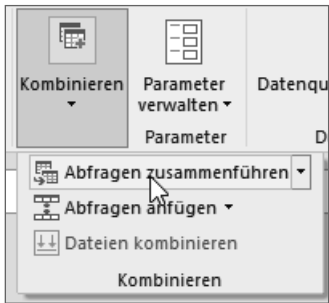 Kombinieren
Parameter
verwalten
Datenqu
Parameter
D
Abfragen zusammenführen
Abfragen anfügen
Dateien kombinieren
Kombinieren